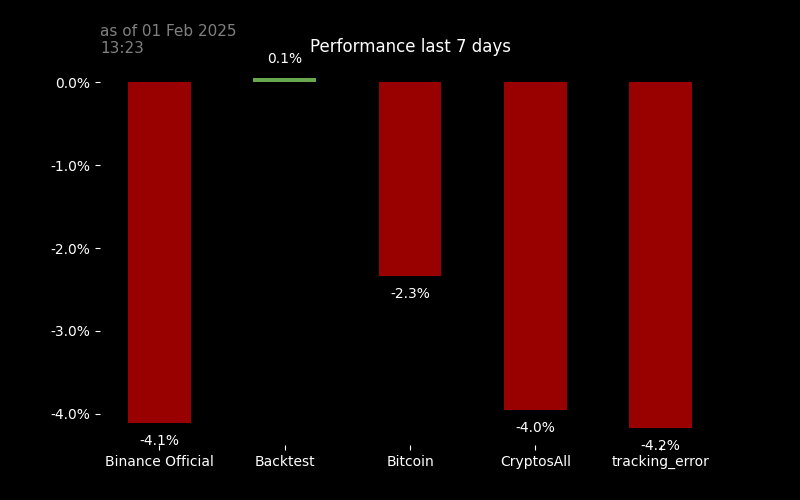 as of 01 Feb 2025
13:23
Performance last 7 days
0.1%
0.0%
-1.0%
-2.0%
-3.0%
-4.0%
-4.1%
-2.3%
-4.0%
-4.2%
Binance Official
Backtest
Bitcoin
CryptosAll
tracking_error